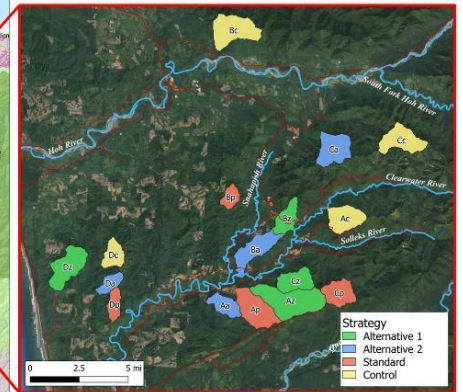 Bc
South Fork Hoh River
Hoh River
Cc
Ca
Snahapish River
Clearwater River
Bp
Bz
Ac
Solleks River
Ba
Dc
Dz
Da
Dp
Cz
Aa
Ap
Az
Cp
Strategy
Alternative 1
Alternative 2
Standard
Control
0 2.5 5 mi